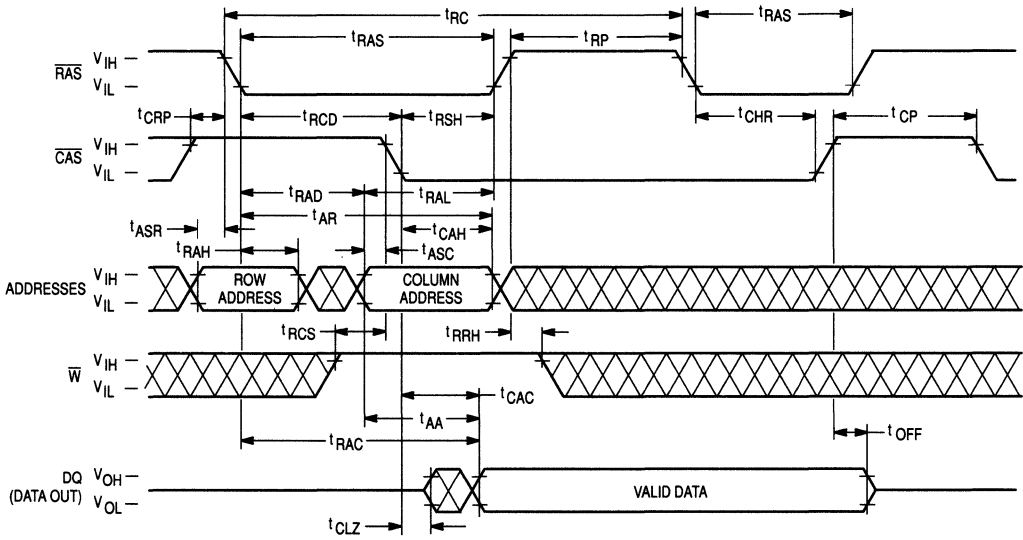 tRC
tRAS
tRAS
tRP
RAS VIH
VIL
tCRP
tRCD
tRSH
tCHR
tCP
CAS VIH
VIL
tRAD
tRAL
tAR
tASR
tCAH
tRAH
tASC
ADDRESSES VIH
VIL
ROW
ADDRESS
COLUMN
ADDRESS
tRCS
tRRH
W VIH
VIL
tCAC
tAA
tRAC
tOFF
DQ
(DATA OUT)
VOH
VOL
VALID DATA
tCLZ